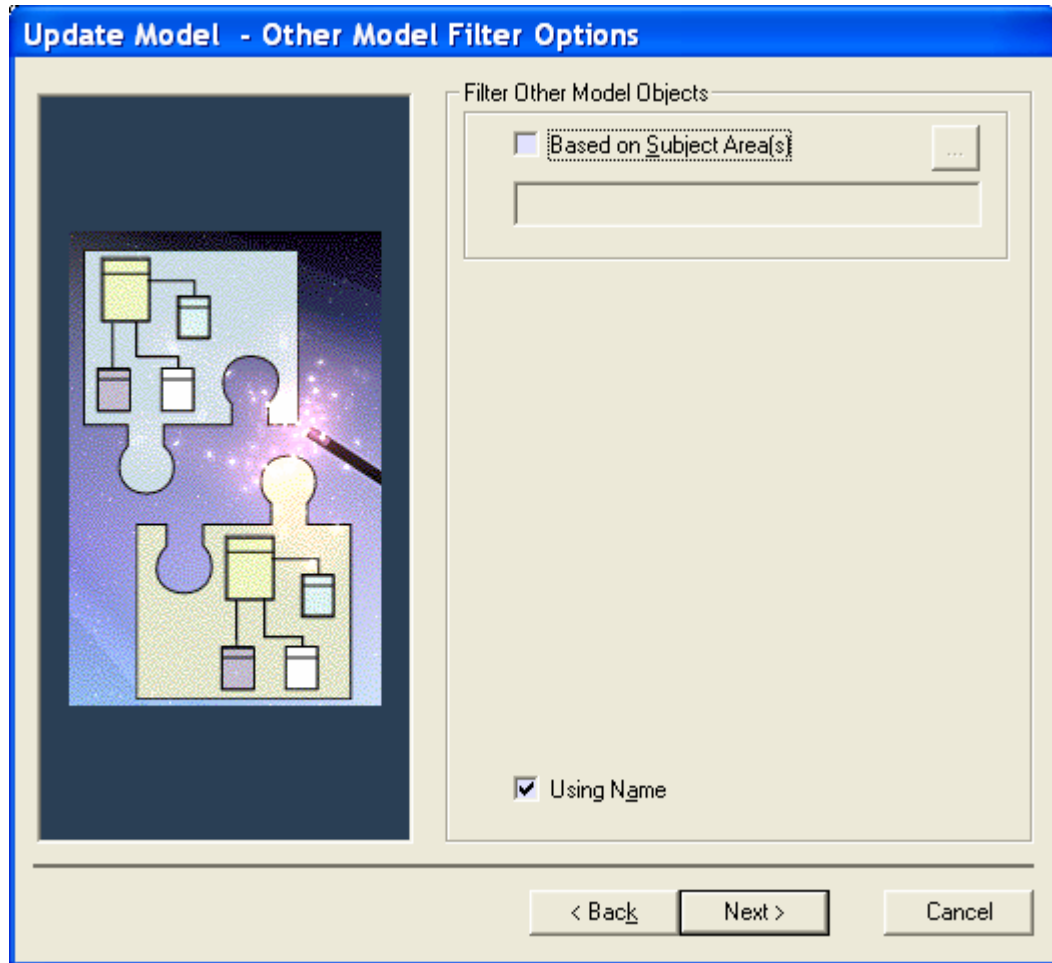 Update Model - Other Model Filter Options
Filter Other Model Objects
Based on Subject Area(s)
...
Using Name
< Back
Next >
Cancel